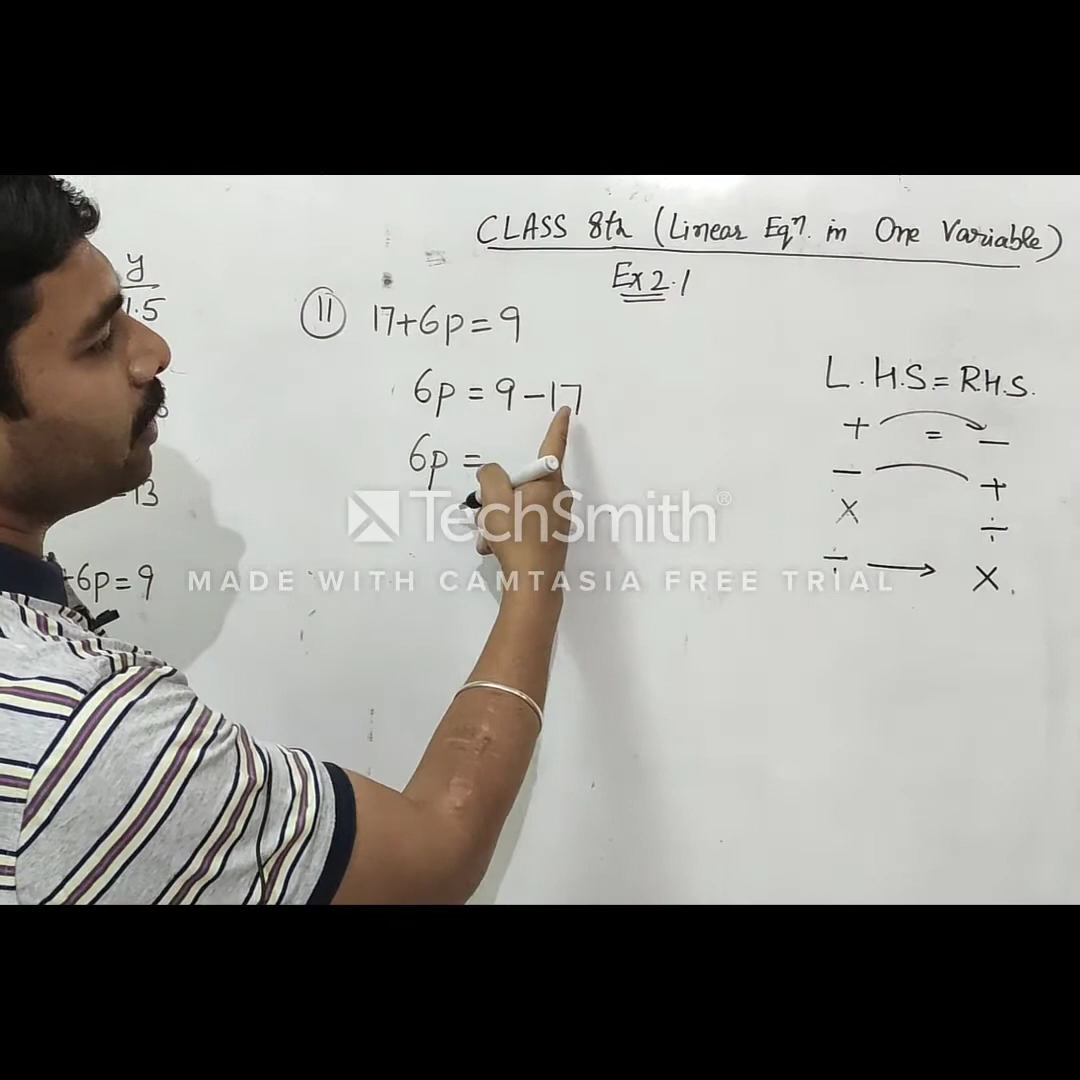 CLASS 8th (Linear Eqn. in One Variable)
Ex 2.1
y
1.5
-13
+6p=9
11 17+6p=9
6p = 9-17
6p =
L.H.S = R.H.S.
+ = -
- +
× ÷
÷ → ×.
TechSmith®
MADE WITH CAMTASIA FREE TRIAL